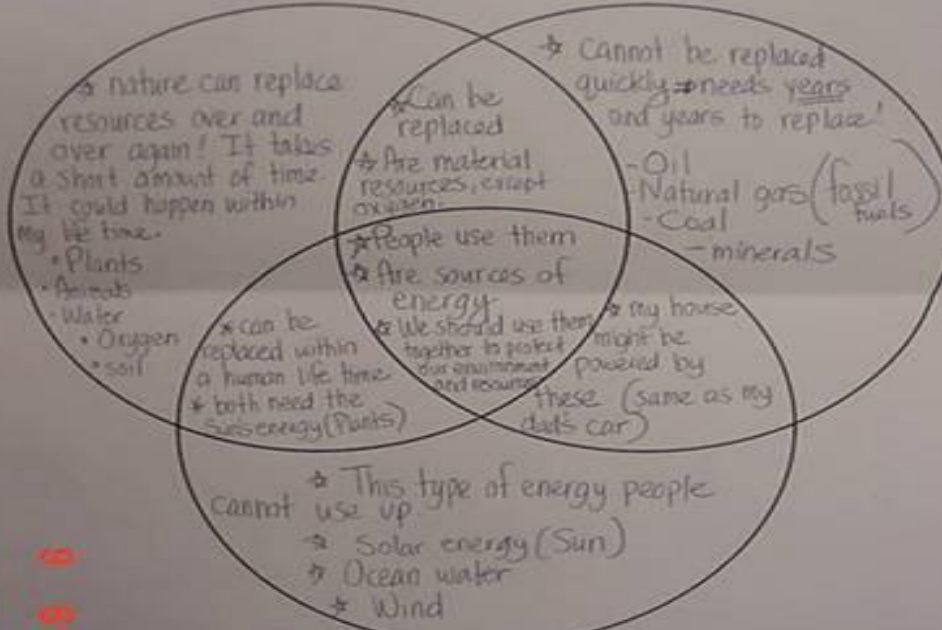 * nature can replace
resources over and
over again! It takes
a short amount of time.
It could happen within
my life time.
• Plants
• Animals
• Water
• Oxygen
• soil
* Can be
replaced
* Are material
resources, except
oxygen.
* Cannot be replaced
quickly → needs years
and years to replace!
- Oil
- Natural gas (fossil
fuels)
- Coal
- minerals
* People use them
* Are sources of
energy
* We should use them
together to protect
our environment
and resources
* can be
replaced within
a human life time
* both need the
sun's energy (Plants)
* my house
might be
powered by
these (same as my
dad's car)
* This type of energy people
cannot use up
* Solar energy (Sun)
* Ocean water
* Wind